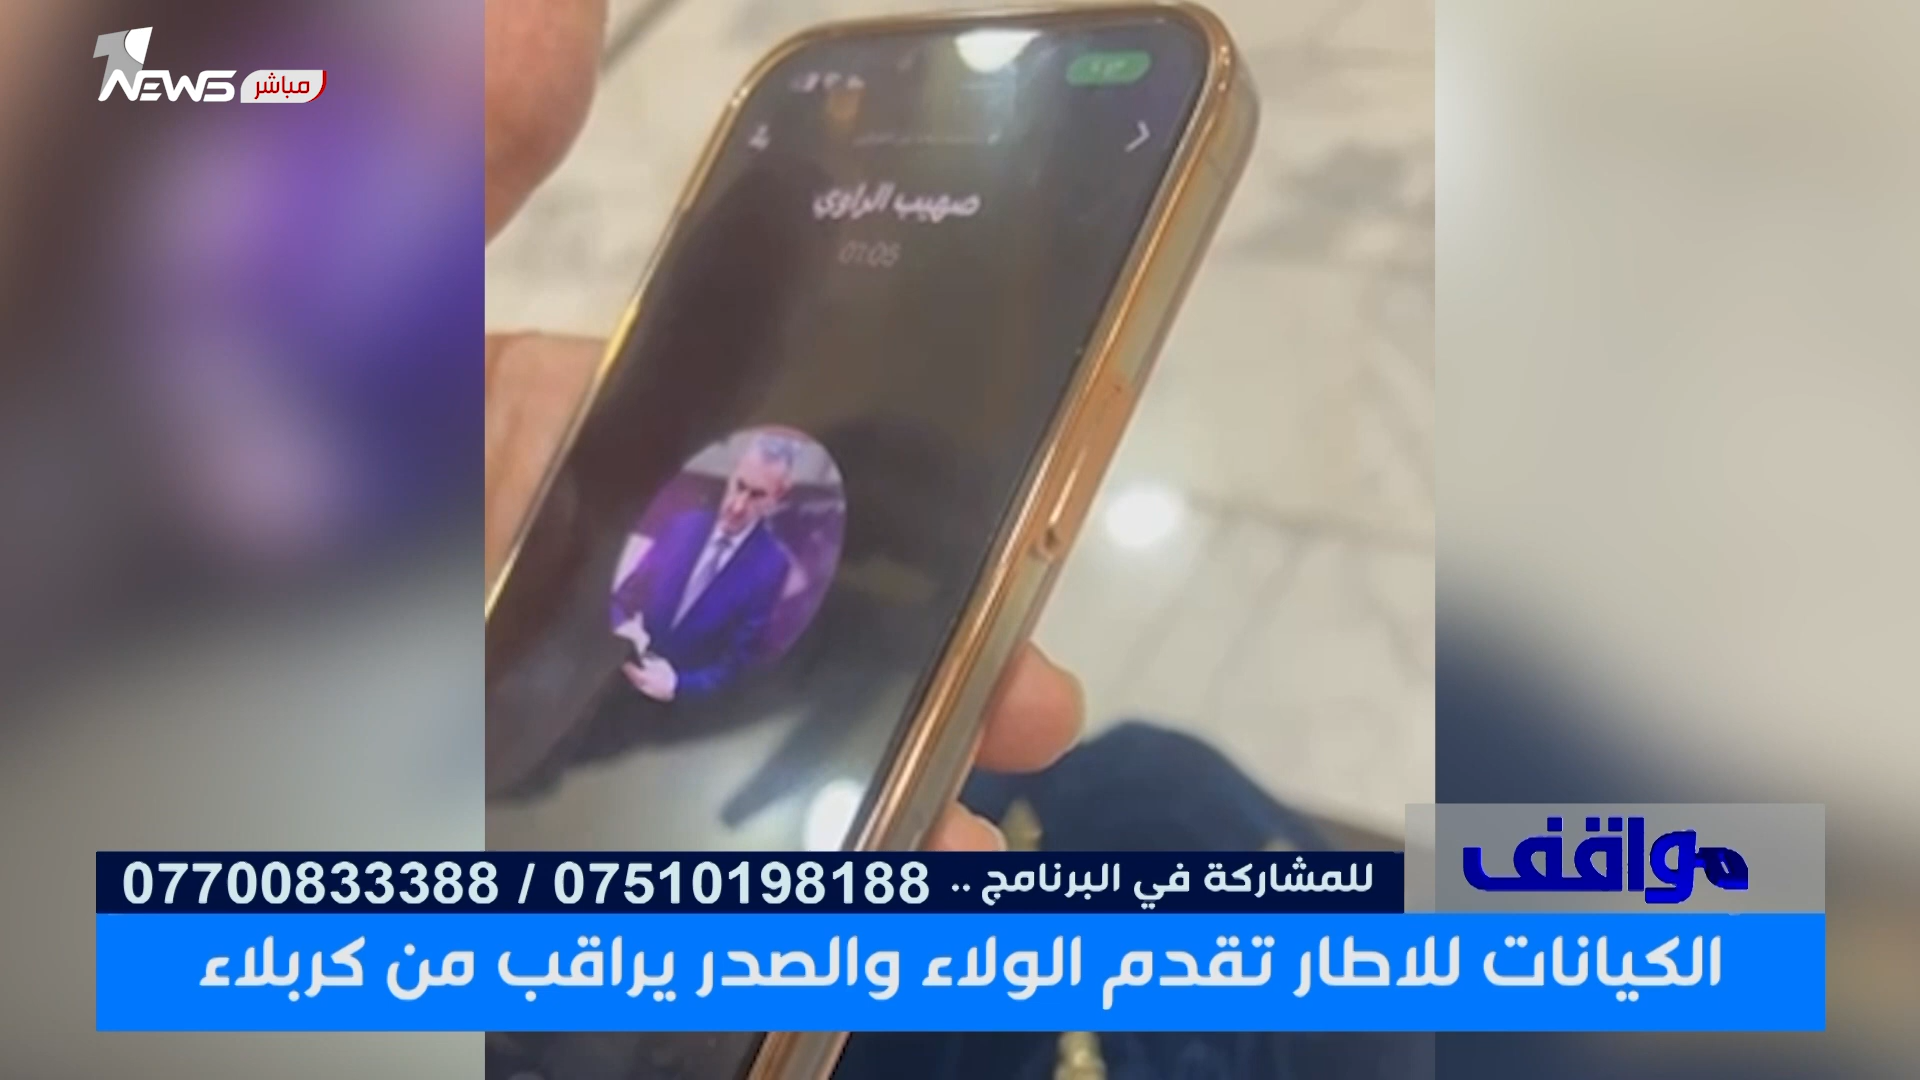 1NEWS مباشر
صهيب الراوي
01:05
مواقف
للمشاركة في البرنامج .. 07510198188 / 07700833388
الكيانات للاطار تقدم الولاء والصدر يراقب من كربلاء